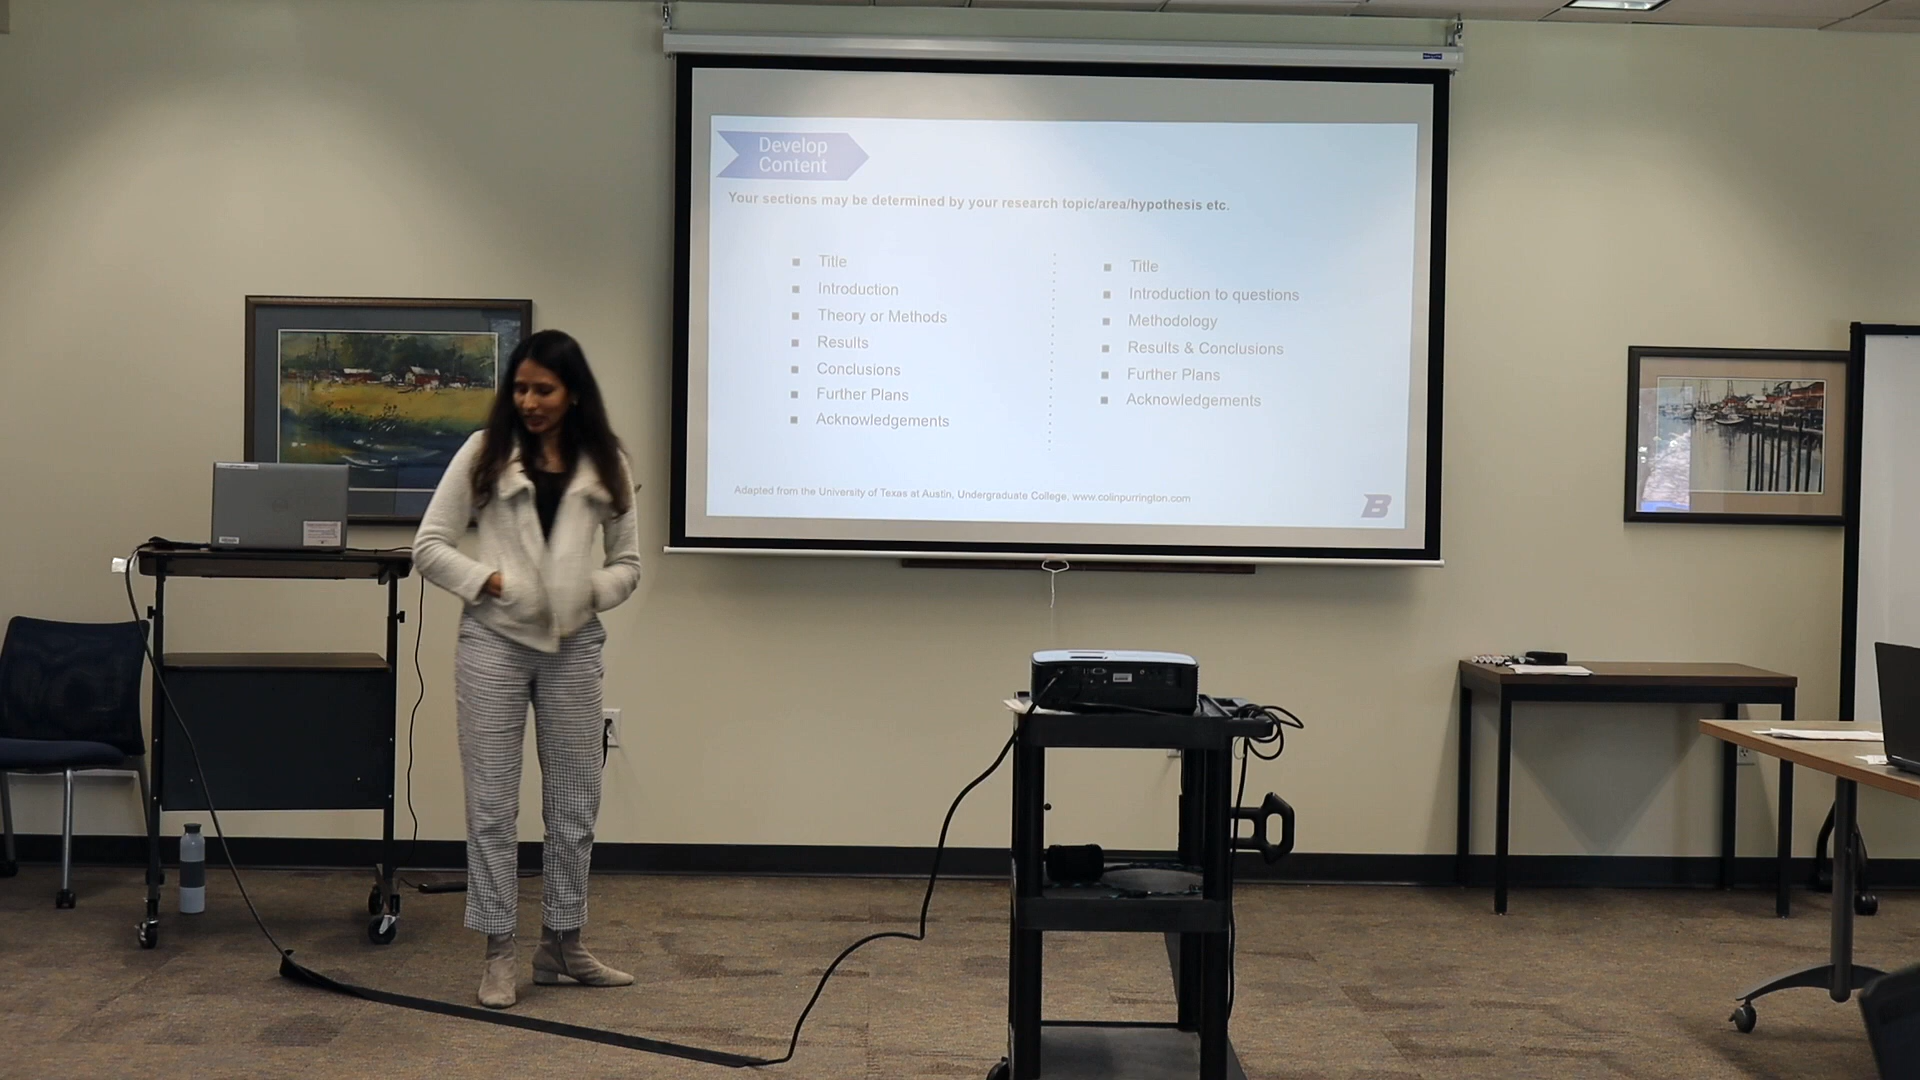 Develop
Content
Your sections may be determined by your research topic/area/hypothesis etc.
Title
Introduction
Theory or Methods
Results
Conclusions
Further Plans
Acknowledgements
Title
Introduction to questions
Methodology
Results & Conclusions
Further Plans
Acknowledgements
Adapted from the University of Texas at Austin, Undergraduate College, www.colinpurrington.com
B